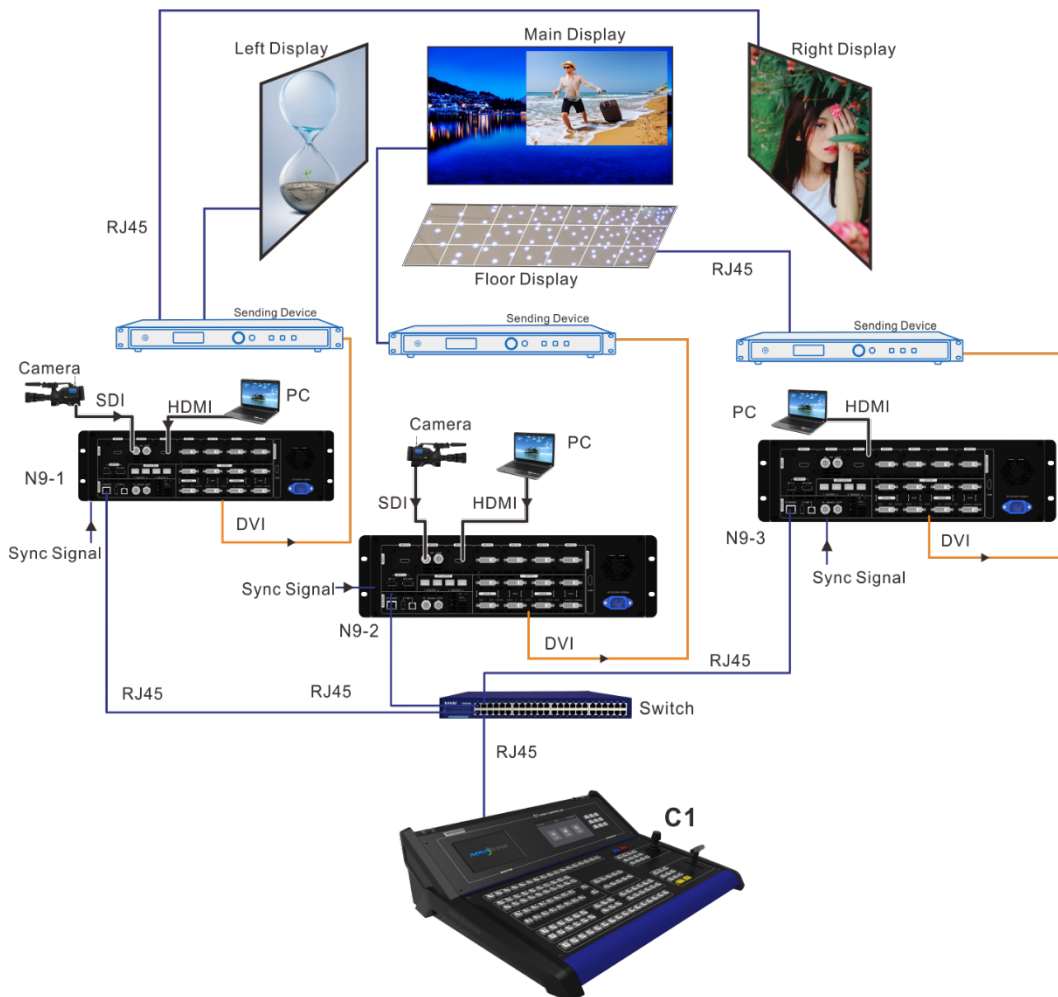 Main Display
Left Display
Right Display
RJ45
Floor Display
RJ45
Sending Device
Sending Device
Sending Device
Camera
SDI
HDMI
PC
Camera
PC
PC
HDMI
N9-1
SDI
HDMI
DVI
Sync Signal
Sync Signal
N9-2
DVI
N9-3
DVI
Sync Signal
RJ45
RJ45
RJ45
Switch
RJ45
C1